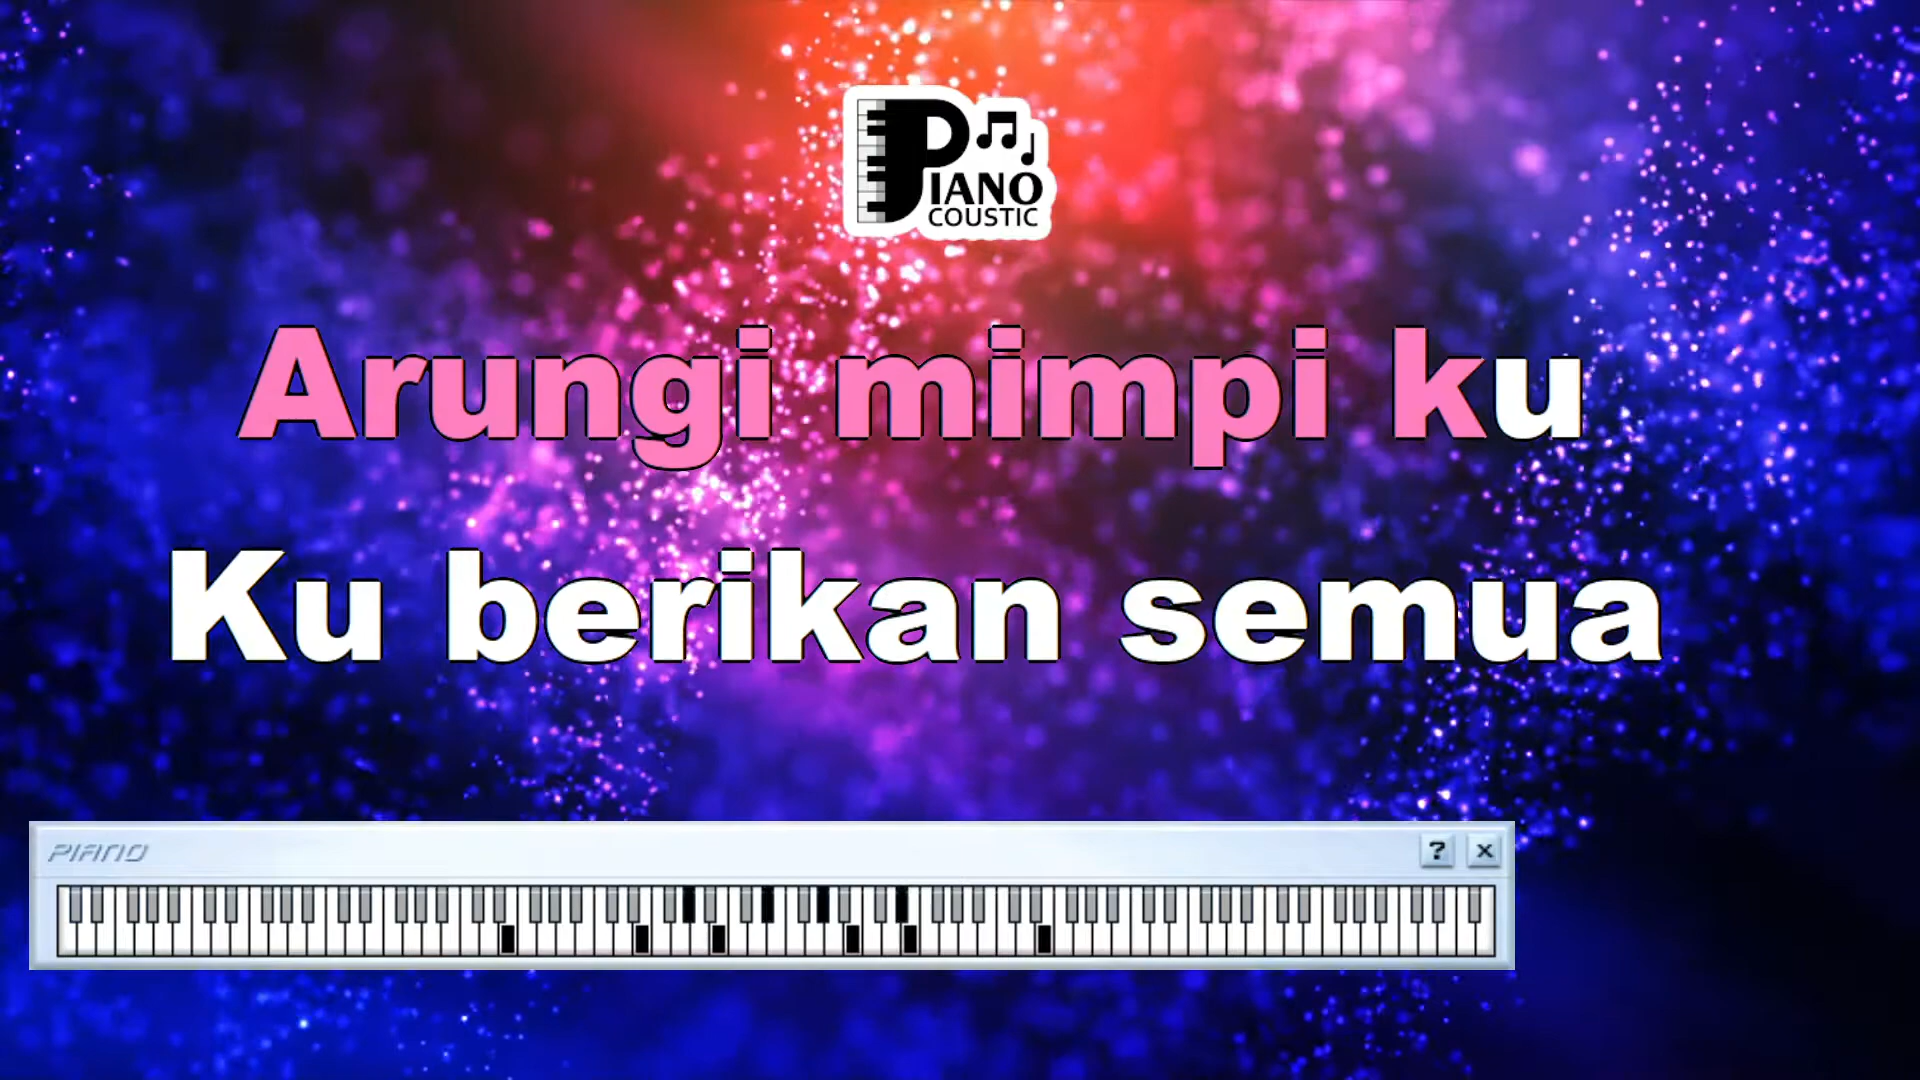 PIANO
COUSTIC
Arungi mimpi ku
Ku berikan semua
PIANO
? X